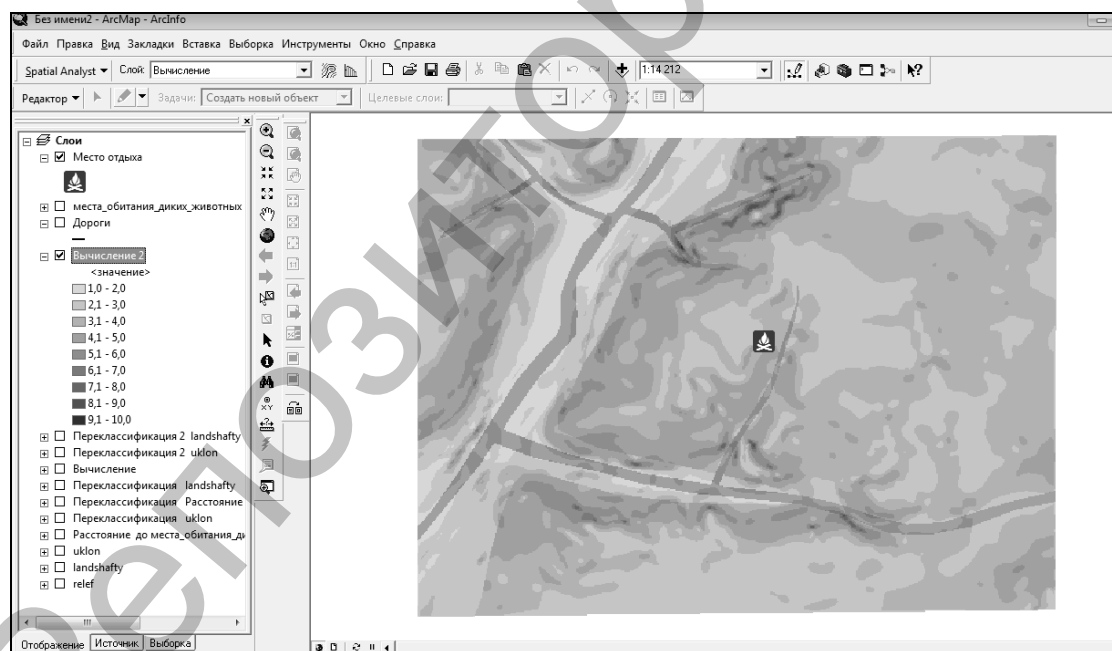 Без имени2 - ArcMap - ArcInfo
Файл Правка Вид Закладки Вставка Выборка Инструменты Окно Справка
Spatial Analyst Слой: Вычисление 1:14 212
Редактор Задачи: Создать новый объект Целевые слои:
Слои
Место отдыха
места_обитания_диких_животных
Дороги
Вычисление 2
<значение>
1,0 - 2,0
2,1 - 3,0
3,1 - 4,0
4,1 - 5,0
5,1 - 6,0
6,1 - 7,0
7,1 - 8,0
8,1 - 9,0
9,1 - 10,0
Переклассификация 2 landshafty
Переклассификация 2 uklon
Вычисление
Переклассификация landshafty
Переклассификация Расстояние
Переклассификация uklon
Расстояние до места_обитания_ди
uklon
landshafty
relef
Отображение Источник Выборка
1:1
XY
Репозитор